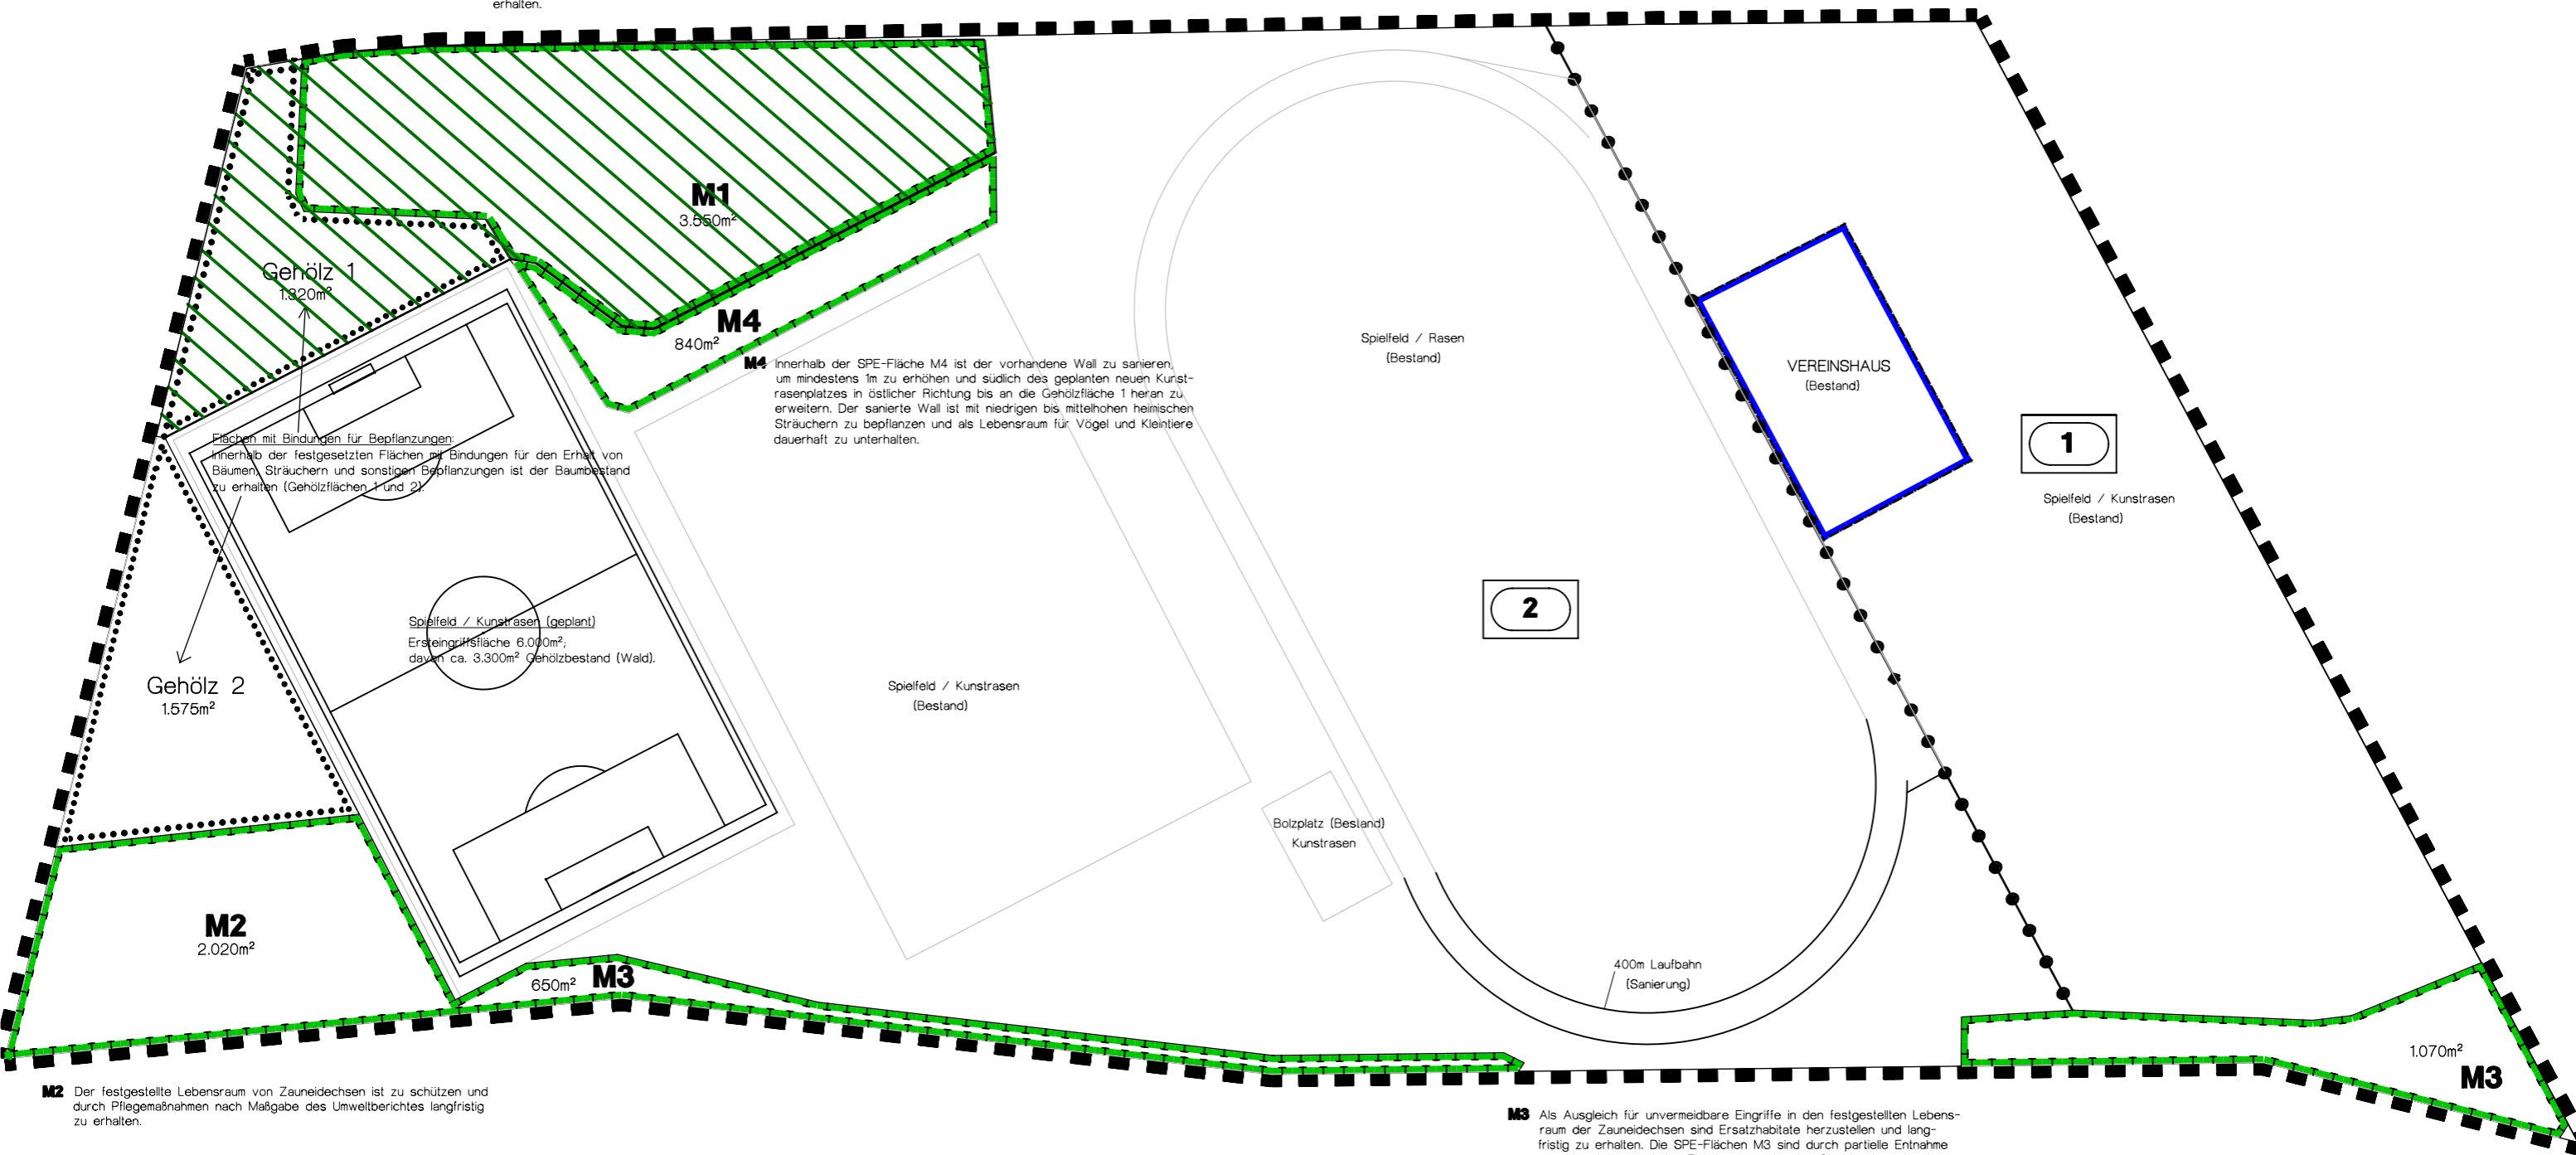 erhalten.
M1
3.550m²
Gehölz 1
1.320m²
M4
840m²
M4 Innerhalb der SPE-Fläche M4 ist der vorhandene Wall zu sanieren,
um mindestens 1m zu erhöhen und südlich des geplanten neuen Kunst-
rasenplatzes in östlicher Richtung bis an die Gehölzfläche 1 heran zu
erweitern. Der sanierte Wall ist mit niedrigen bis mittelhohen heimischen
Sträuchern zu bepflanzen und als Lebensraum für Vögel und Kleintiere
dauerhaft zu unterhalten.
Flächen mit Bindungen für Bepflanzungen:
Innerhalb der festgesetzten Flächen mit Bindungen für den Erhalt von
Bäumen, Sträuchern und sonstigen Bepflanzungen ist der Baumbestand
zu erhalten (Gehölzflächen 1 und 2).
Spielfeld / Rasen
(Bestand)
VEREINSHAUS
(Bestand)
1
Spielfeld / Kunstrasen
(Bestand)
2
Spielfeld / Kunstrasen (geplant)
Ersteingriffsfläche 6.000m²;
davon ca. 3.300m² Gehölzbestand (Wald).
Gehölz 2
1.575m²
Spielfeld / Kunstrasen
(Bestand)
Bolzplatz (Bestand)
Kunstrasen
M2
2.020m²
650m² M3
400m Laufbahn
(Sanierung)
1.070m²
M3
M2 Der festgestellte Lebensraum von Zauneidechsen ist zu schützen und
durch Pflegemaßnahmen nach Maßgabe des Umweltberichtes langfristig
zu erhalten.
M3 Als Ausgleich für unvermeidbare Eingriffe in den festgestellten Lebens-
raum der Zauneidechsen sind Ersatzhabitate herzustellen und lang-
fristig zu erhalten. Die SPE-Flächen M3 sind durch partielle Entnahme